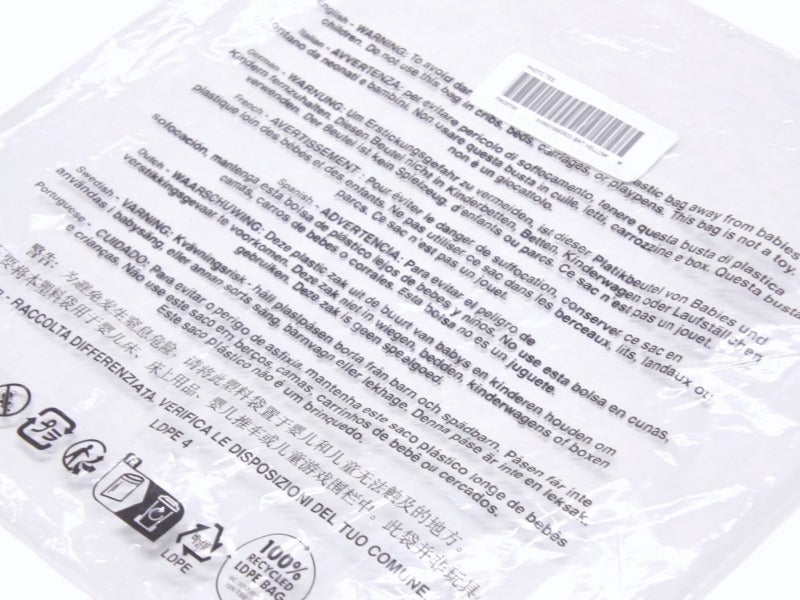 English - WARNING: To avoid dan
stic bag away from babies
children. Do not use this bag in cribs, beds, carriages, or playpens. This bag is not a toy.
Italian - AVVERTENZA: per evitare pericolo di soffocamento, tenere questa busta di plastica
lontano da neonati e bambini. Non usare questa busta in culle, letti, carrozzine e box. Questa busta
non è un giocattolo.
German - WARNUNG: Um Erstickungsgefahr zu vermeiden, ist dieser Platikbeutel von Babies und
Kindern fernzuhalten. Diesen Beutel nicht in Kinderbetten, Betten, Kinderwagen oder Laufställchen
verwenden. Der Beutel ist kein Spielzeug.
French - AVERTISSEMENT: Pour éviter le danger de suffocation, conserver ce sac en
plastique loin des bébés et des enfants. Ne pas utiliser ce sac dans les berceaux, lits, landaux ou
parcs. Ce sac n'est pas un jouet.
Spanish - ADVERTENCIA: Para evitar, el peligro de
sofocación, mantenga esta bolsa de plástico lejos de bebes y niños. No use esta bolsa en cunas,
camas, carros de bebes o corrales. Esta bolsa no es un juguete.
Dutch - WAARSCHUWING: Deze plastic zak uit de buurt van babys en kinderen houden om
verstikkingsgevaar te voorkomen. Deze zak niet in wiegen, bedden, kinderwagens of boxen
gebruiken. Deze zak is geen speelgoed.
Swedish - VARNING: Kvävningsrisk - håll plastpåsen borta från barn och spädbarn. Påsen får inte
användas i babysäng, eller annan sorts säng, barnvagn eller lekhage. Denna påse är inte en leksak.
Portuguese - CUIDADO: Para evitar o perigo de asfixia, mantenha este saco plástico longe de bebês
e crianças. Não use este saco em berços, camas, carrinhos de bebê ou cercados.
Este saco plástico não é um brinquedo.
警告：为避免发生窒息危险，请将此塑料袋置于婴儿和儿童无法触及的地方。
不要将本塑料袋用于婴儿床、床上用品、婴儿推车或儿童游戏围栏中。此袋并非玩具。
- RACCOLTA DIFFERENZIATA VERIFICA LE DISPOSIZIONI DEL TUO COMUNE
LDPE 4
LDPE
100%
RECYCLED
LDPE BAG
PHOTO TEE
M